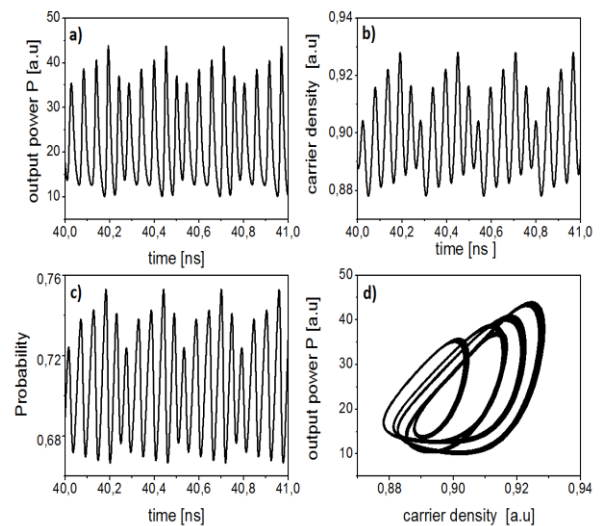 a)
output power P [a.u]
50
40
30
20
10
40,0 40,2 40,4 40,6 40,8 41,0
time [ns]
b)
carrier density [a.u]
0,94
0,92
0,90
0,88
40,0 40,2 40,4 40,6 40,8 41,0
time [ns ]
c)
Probability
0,76
0,72
0,68
40,0 40,2 40,4 40,6 40,8 41,0
time [ns]
d)
output power P [a.u]
50
40
30
20
10
0,88 0,90 0,92 0,94
carrier density [a.u]